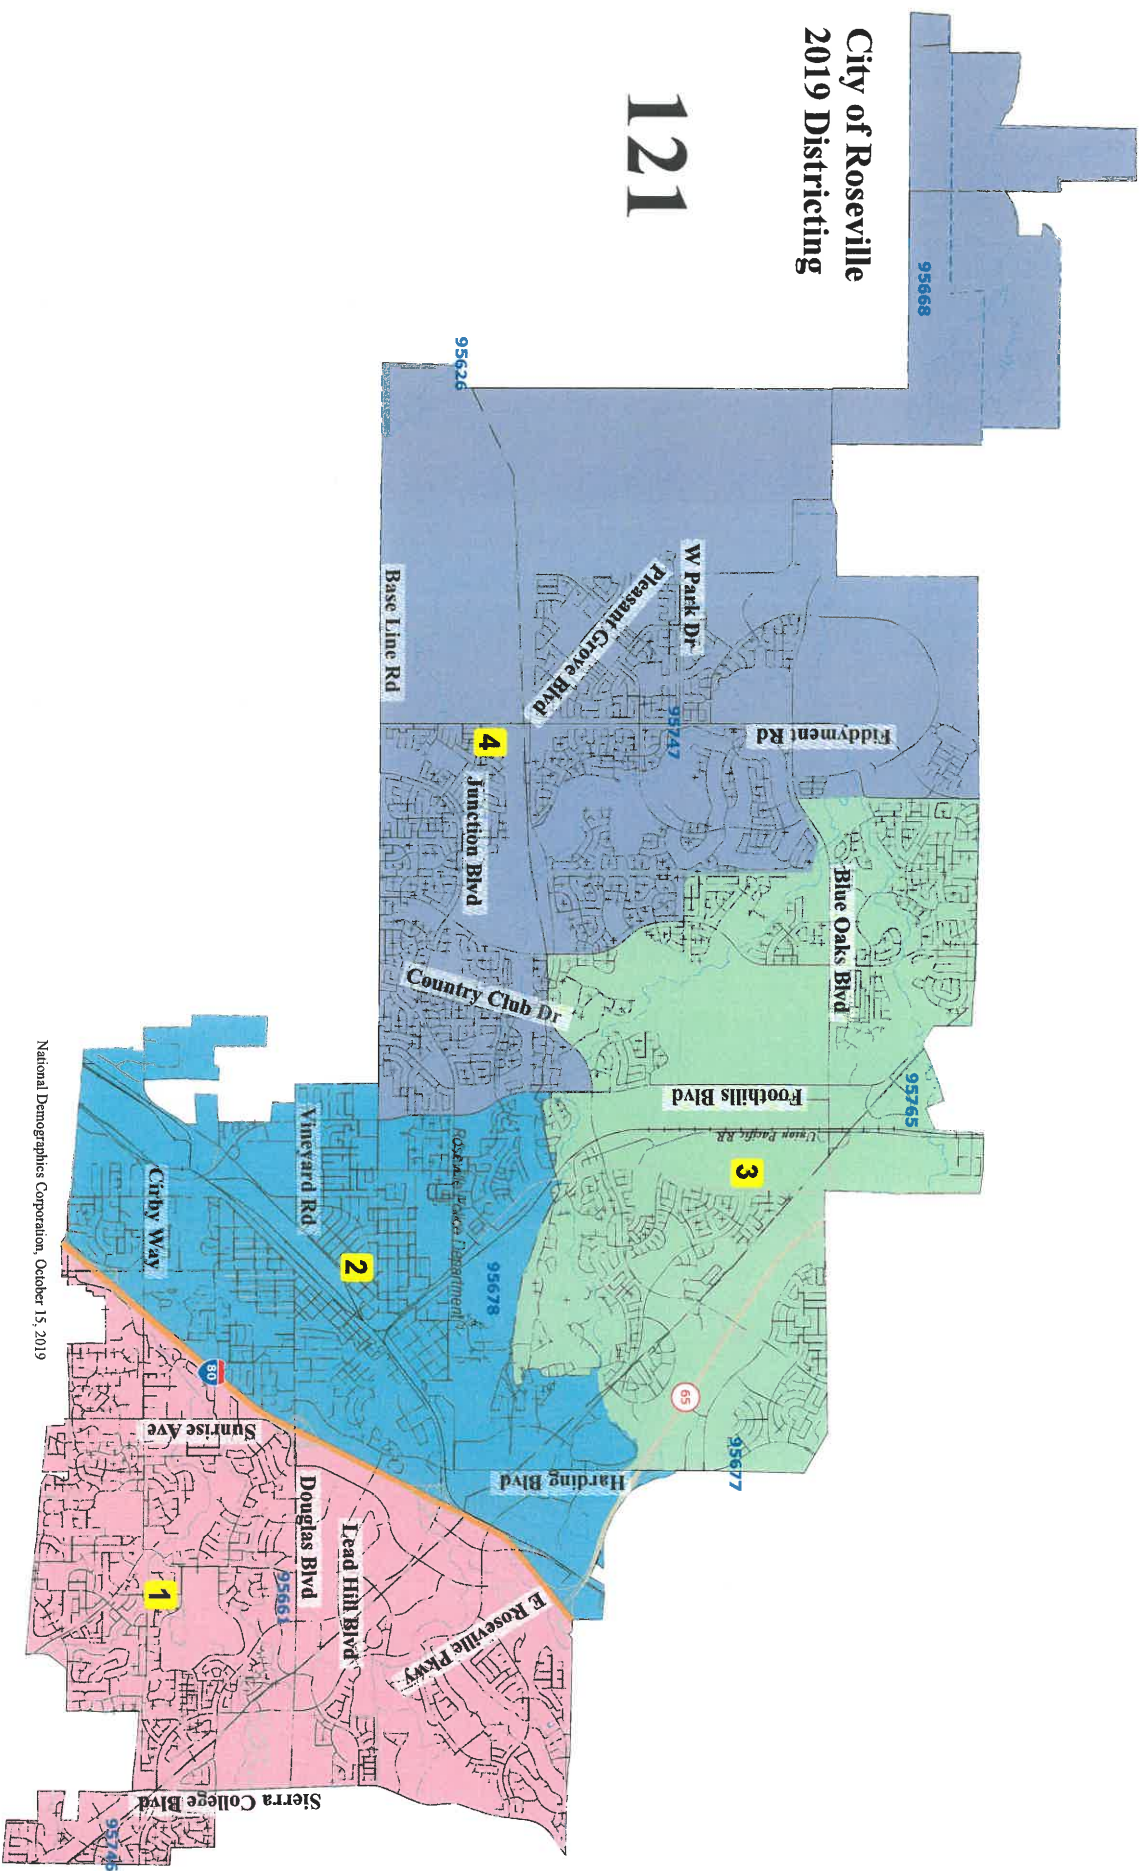 City of Roseville
2019 Districting
121
95668
95626
W Park Dr
Pleasant Grove Blvd
Base Line Rd
95747
Fiddyment Rd
4
Junction Blvd
Blue Oaks Blvd
Country Club Dr
Foothills Blvd
95765
Union Pacific RR
3
65
95677
Vineyard Rd
Cirby Way
2
95678
80
Harding Blvd
Sunrise Ave
Douglas Blvd
Lead Hill Blvd
95661
1
E Roseville Pkwy
Sierra College Blvd
95746
National Demographics Corporation, October 15, 2019